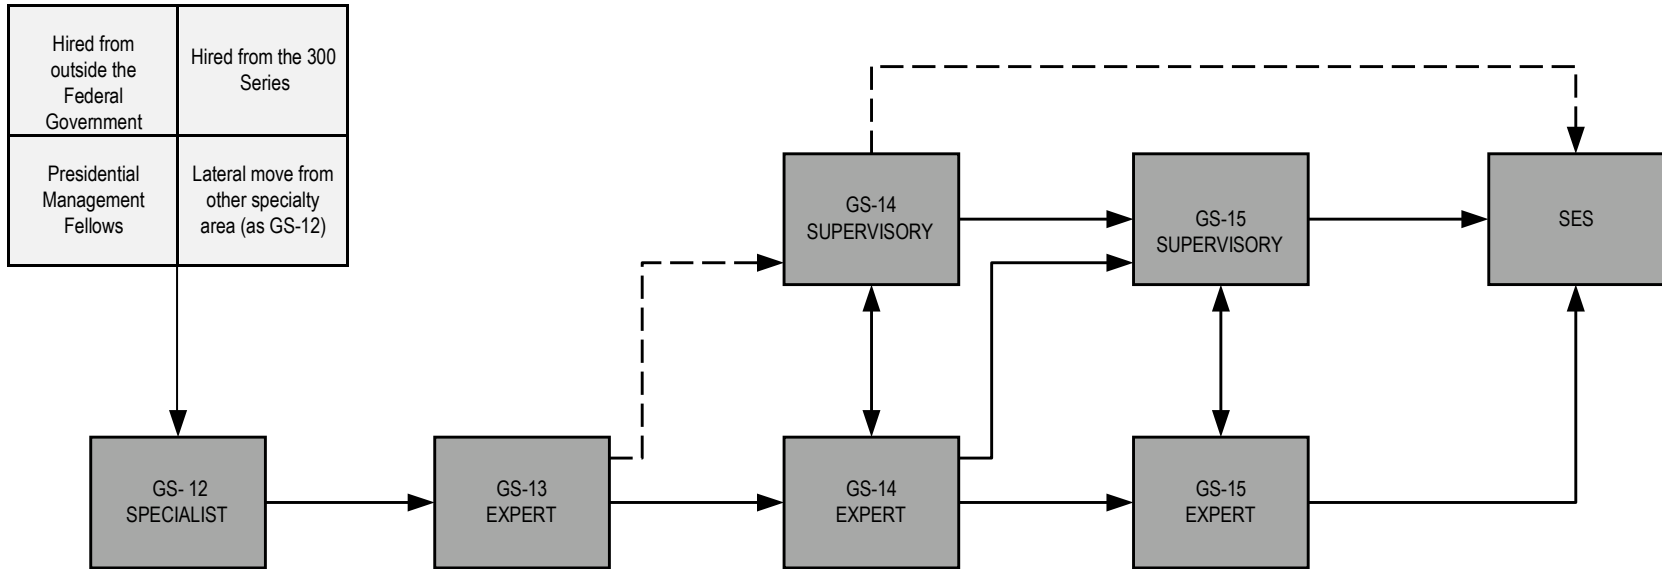 Hired from
outside the
Federal
Government
Hired from the 300
Series
Presidential
Management
Fellows
Lateral move from
other specialty
area (as GS-12)
GS-14
SUPERVISORY
GS-15
SUPERVISORY
SES
GS- 12
SPECIALIST
GS-13
EXPERT
GS-14
EXPERT
GS-15
EXPERT